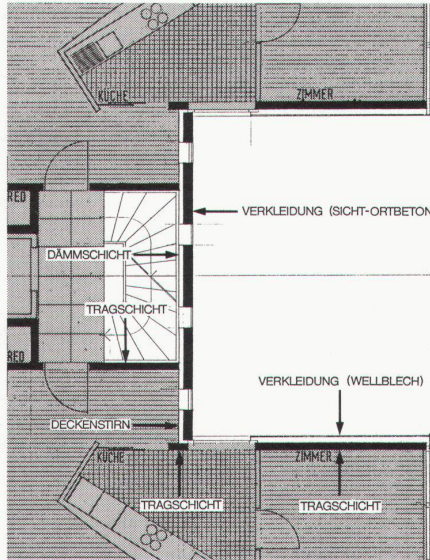 KÜCHE
ZIMMER
RED
VERKLEIDUNG (SICHT-ORTBETON
DÄMMSCHICHT
TRAGSCHICHT
RED
VERKLEIDUNG (WELLBLECH)
DECKENSTIRN
KÜCHE
ZIMMER
TRAGSCHICHT
TRAGSCHICHT